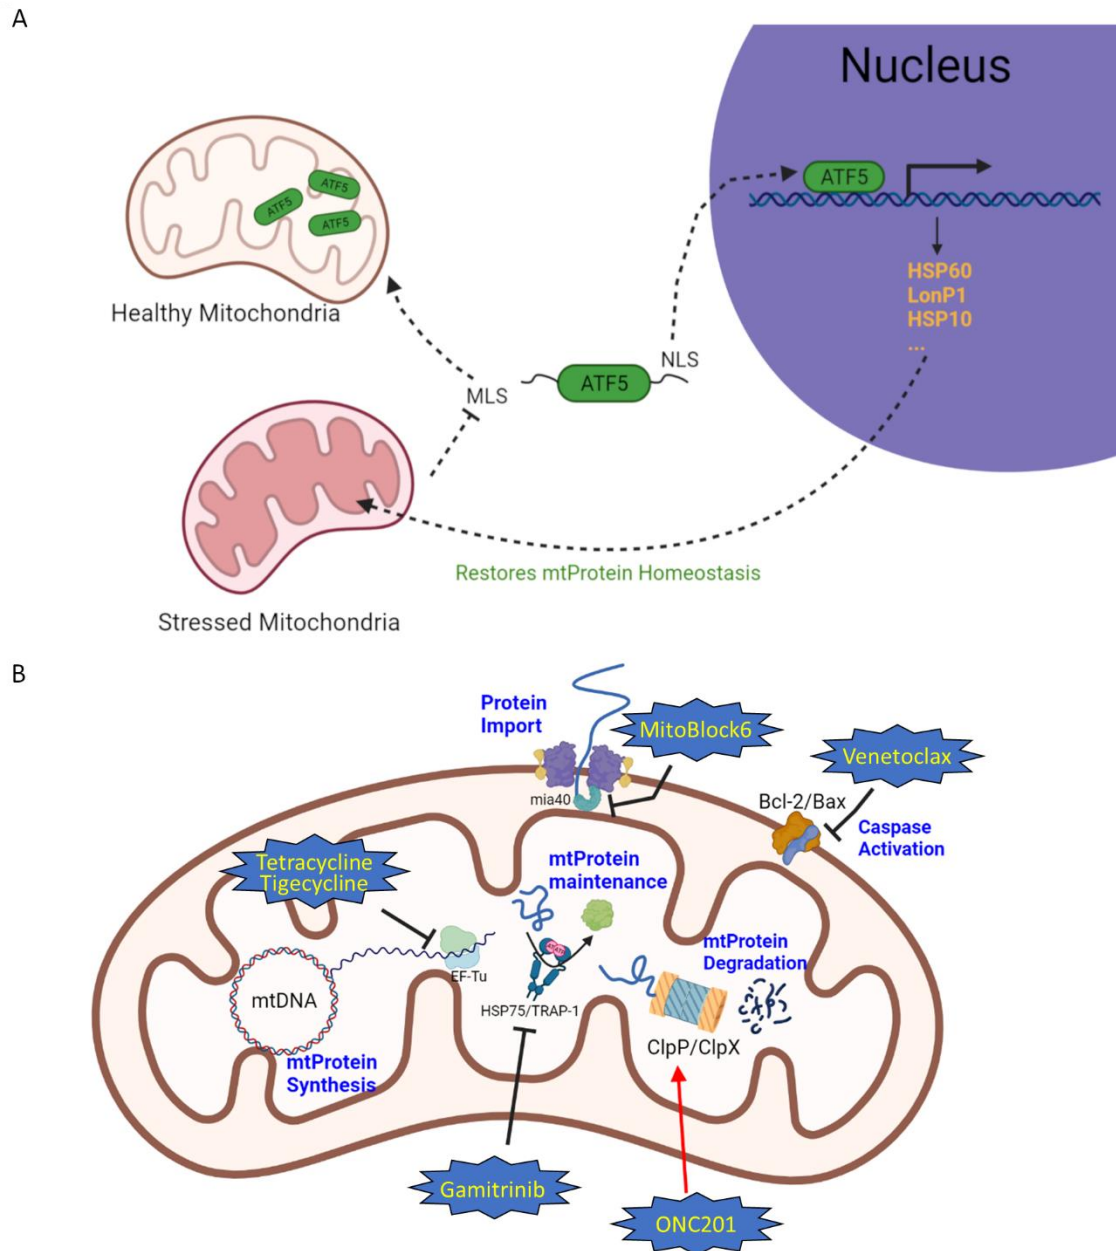 A
Nucleus
ATF5
ATF5
ATF5
ATF5
HSP60
LonP1
HSP10
...
Healthy Mitochondria
NLS
ATF5
MLS
Restores mtProtein Homeostasis
Stressed Mitochondria
B
Protein
Import
MitoBlock6
Venetoclax
mia40
Bcl-2/Bax
Caspase
Activation
Tetracycline
Tigecycline
mtProtein
maintenance
mtProtein
Degradation
EF-Tu
HSP75/TRAP-1
mtDNA
ClpP/ClpX
mtProtein
Synthesis
Gamitrinib
ONC201